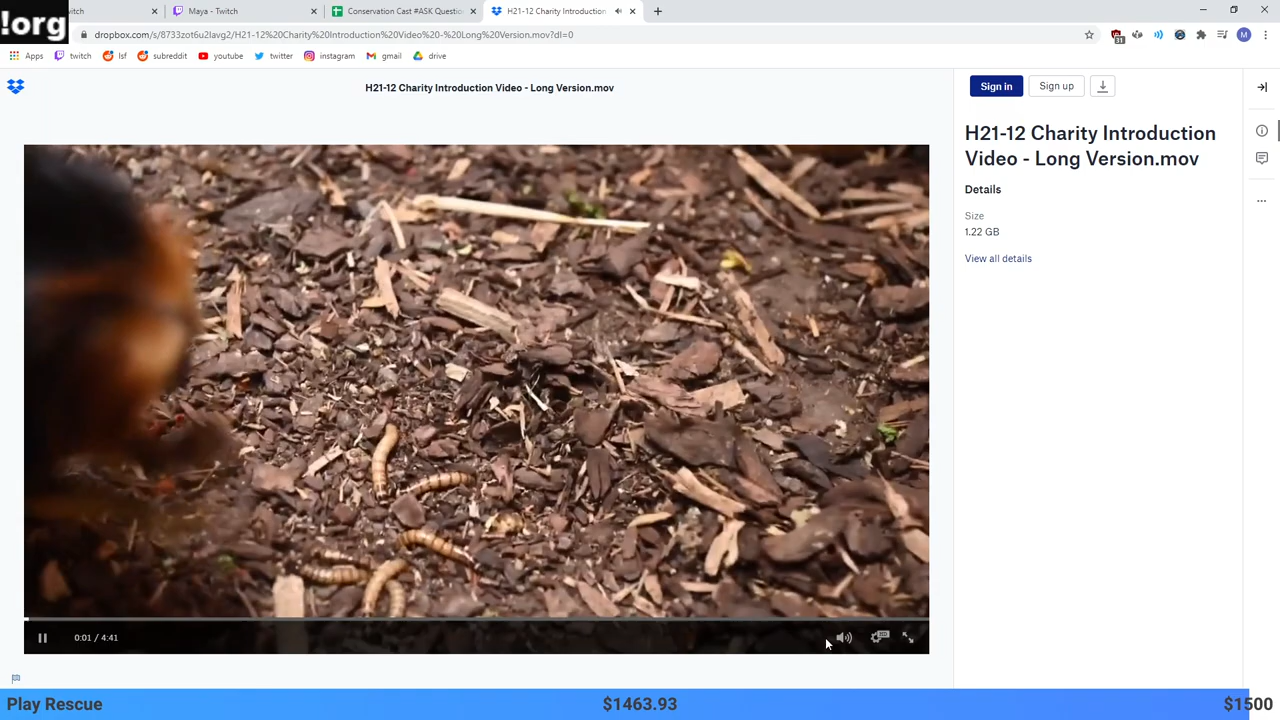 !org
itch
Maya - Twitch
Conservation Cast #ASK Questio
H21-12 Charity Introduction
dropbox.com/s/8733zot6u2lavg2/H21-12%20Charity%20Introduction%20Video%20-%20Long%20Version.mov?dl=0
31
M
Apps
twitch
lsf
subreddit
youtube
twitter
instagram
gmail
drive
H21-12 Charity Introduction Video - Long Version.mov
Sign in
Sign up
H21-12 Charity Introduction
Video - Long Version.mov
Details
Size
1.22 GB
View all details
0:01 / 4:41
Play Rescue
$1463.93
$1500